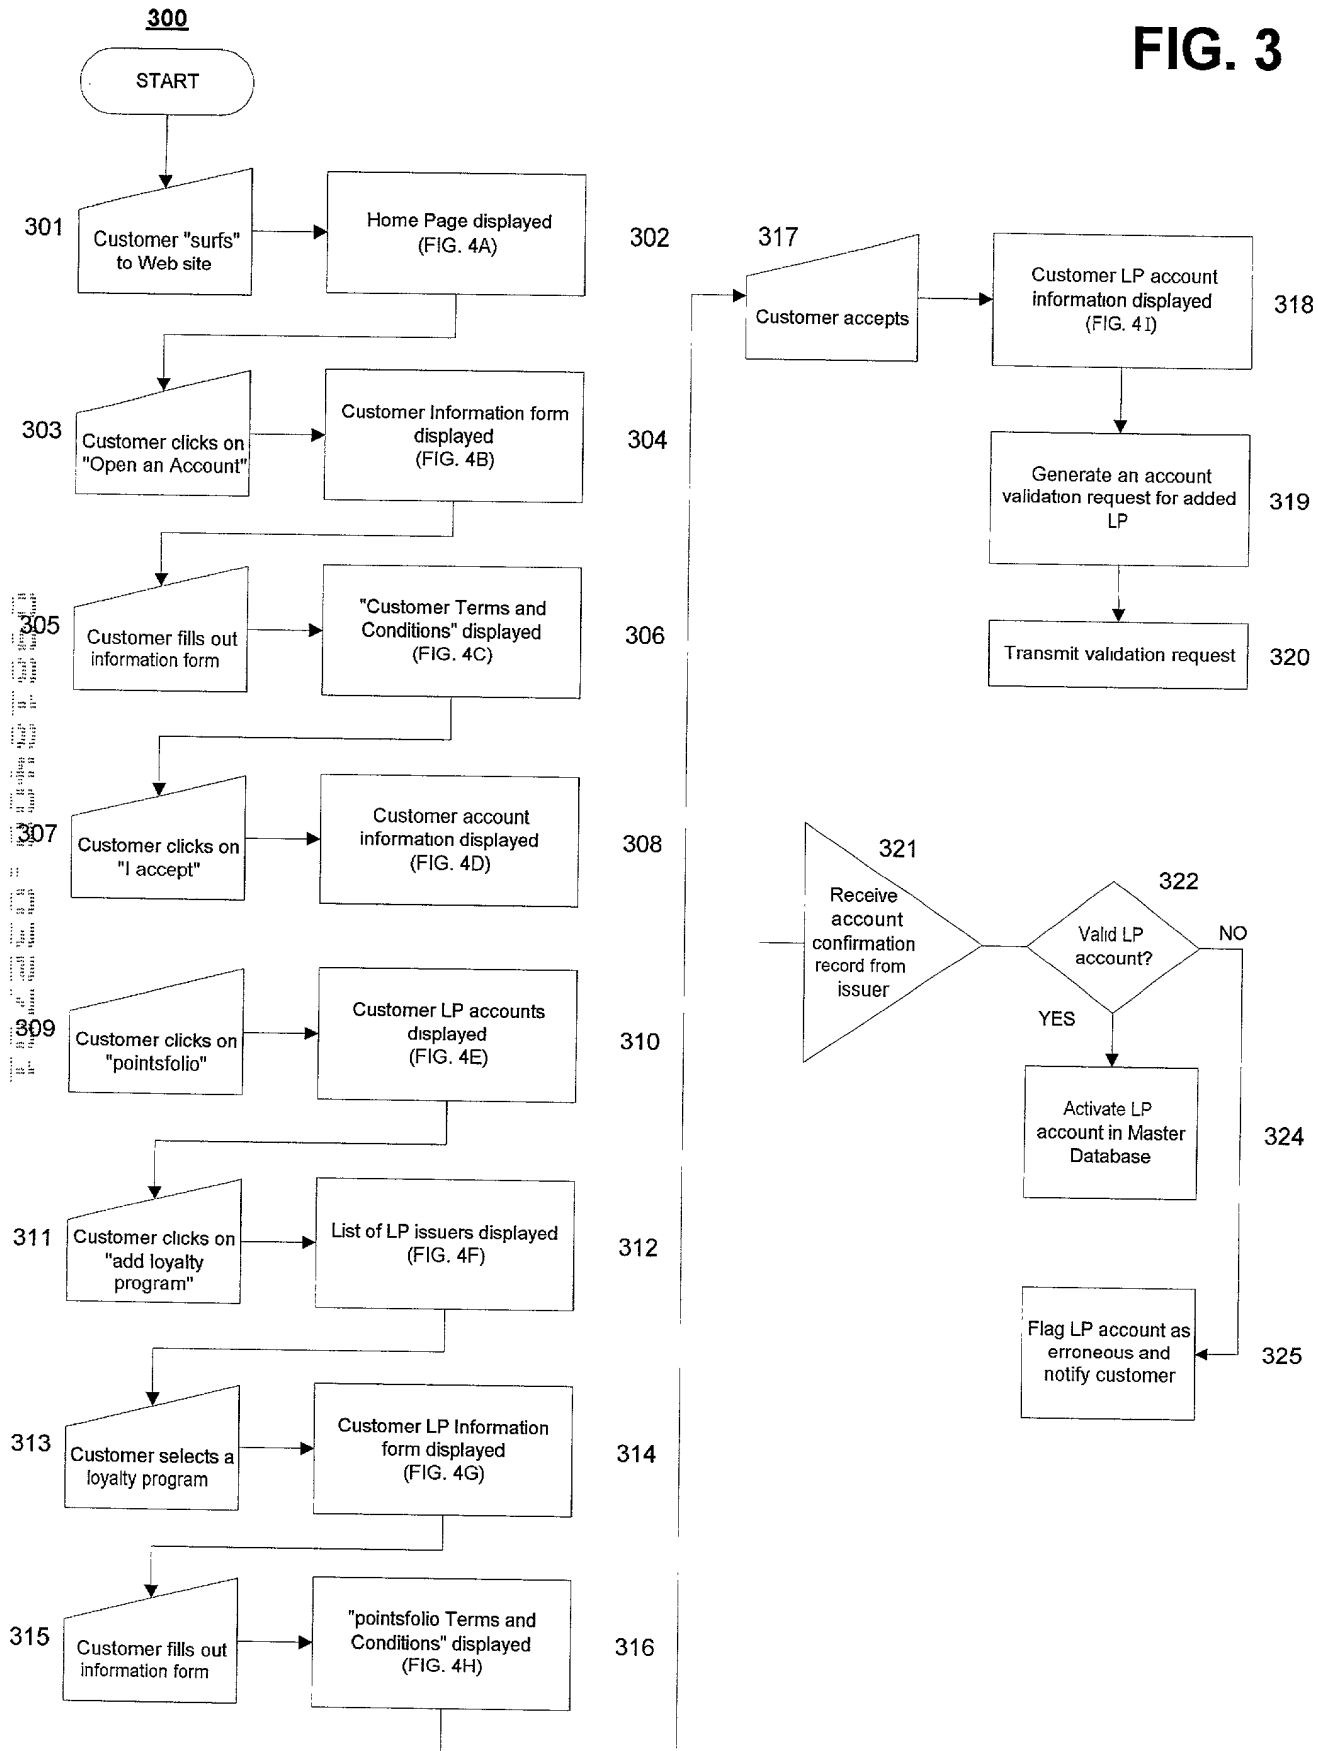 300
FIG. 3
START
301
Customer "surfs"
to Web site
Home Page displayed
(FIG. 4A)
302
303
Customer clicks on
"Open an Account"
Customer Information form
displayed
(FIG. 4B)
304
305
Customer fills out
information form
"Customer Terms and
Conditions" displayed
(FIG. 4C)
306
307
Customer clicks on
"I accept"
Customer account
information displayed
(FIG. 4D)
308
309
Customer clicks on
"pointsfolio"
Customer LP accounts
displayed
(FIG. 4E)
310
311
Customer clicks on
"add loyalty
program"
List of LP issuers displayed
(FIG. 4F)
312
313
Customer selects a
loyalty program
Customer LP Information
form displayed
(FIG. 4G)
314
315
Customer fills out
information form
"pointsfolio Terms and
Conditions" displayed
(FIG. 4H)
316
317
Customer accepts
Customer LP account
information displayed
(FIG. 4I)
318
Generate an account
validation request for added
LP
319
Transmit validation request
320
321
Receive
account
confirmation
record from
issuer
322
Valid LP
account?
NO
YES
Activate LP
account in Master
Database
324
Flag LP account as
erroneous and
notify customer
325